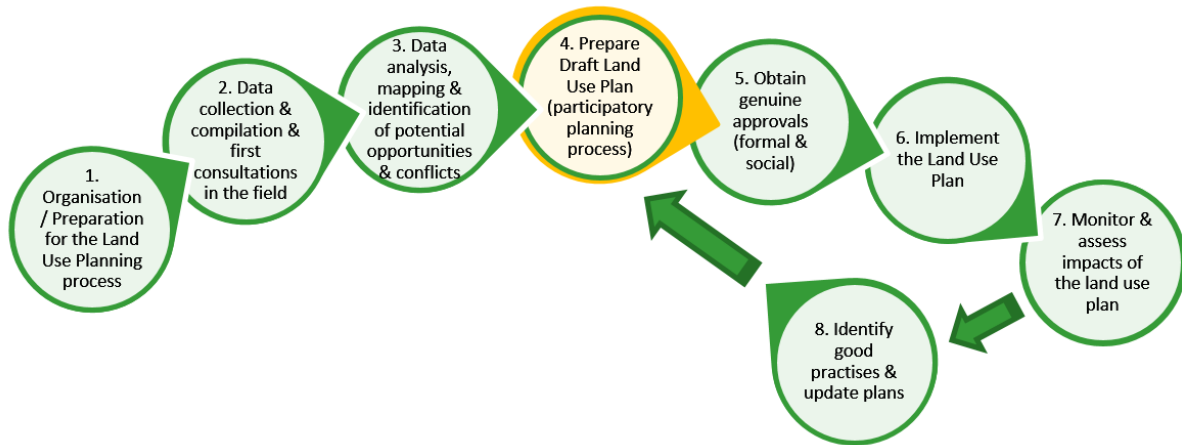 1.
Organisation
/ Preparation
for the Land
Use Planning
process
2. Data
collection &
compilation &
first
consultations
in the field
3. Data
analysis,
mapping &
identification
of potential
opportunities
& conflicts
4. Prepare
Draft Land
Use Plan
(participatory
planning
process)
5. Obtain
genuine
approvals
(formal &
social)
6. Implement
the Land Use
Plan
7. Monitor &
assess
impacts of
the land use
plan
8. Identify
good
practises &
update plans